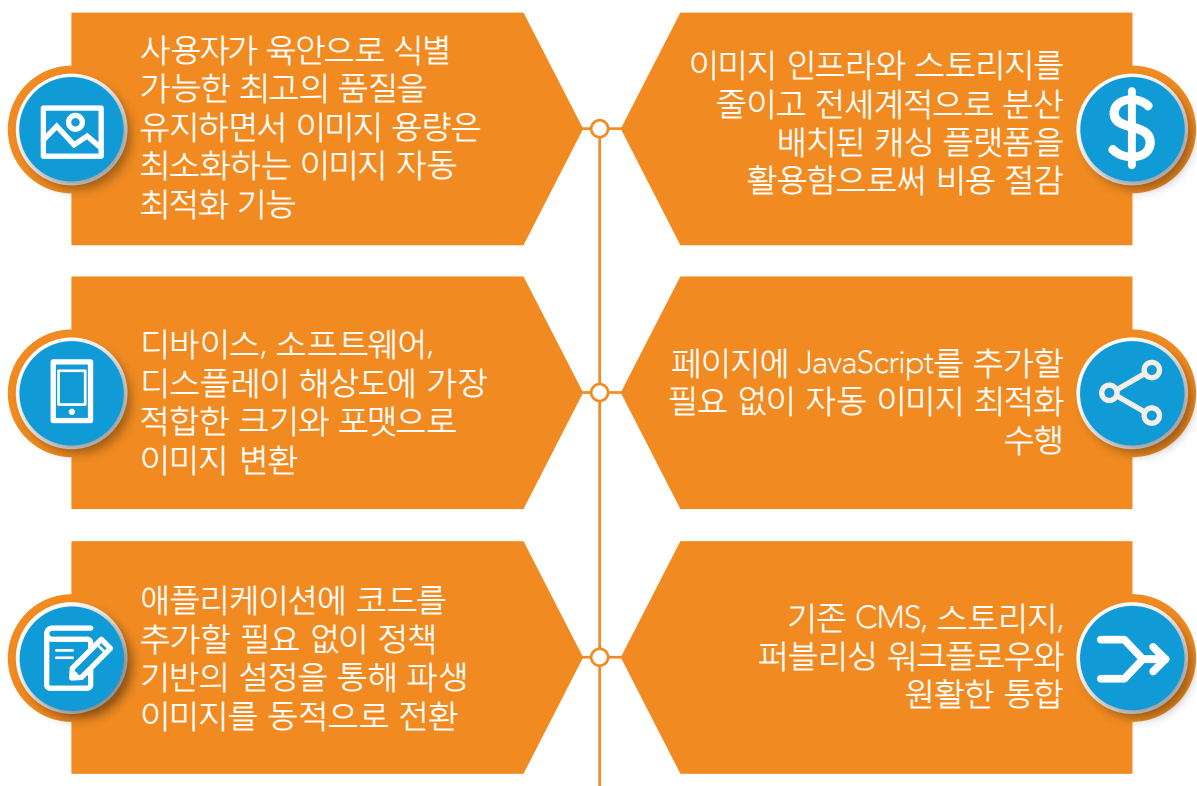 사용자가 육안으로 식별
가능한 최고의 품질을
유지하면서 이미지 용량은
최소화하는 이미지 자동
최적화 기능
이미지 인프라와 스토리지를
줄이고 전세계적으로 분산
배치된 캐싱 플랫폼을
활용함으로써 비용 절감
디바이스, 소프트웨어,
디스플레이 해상도에 가장
적합한 크기와 포맷으로
이미지 변환
페이지에 JavaScript를 추가할
필요 없이 자동 이미지 최적화
수행
애플리케이션에 코드를
추가할 필요 없이 정책
기반의 설정을 통해 파생
이미지를 동적으로 전환
기존 CMS, 스토리지,
퍼블리싱 워크플로우와
원활한 통합